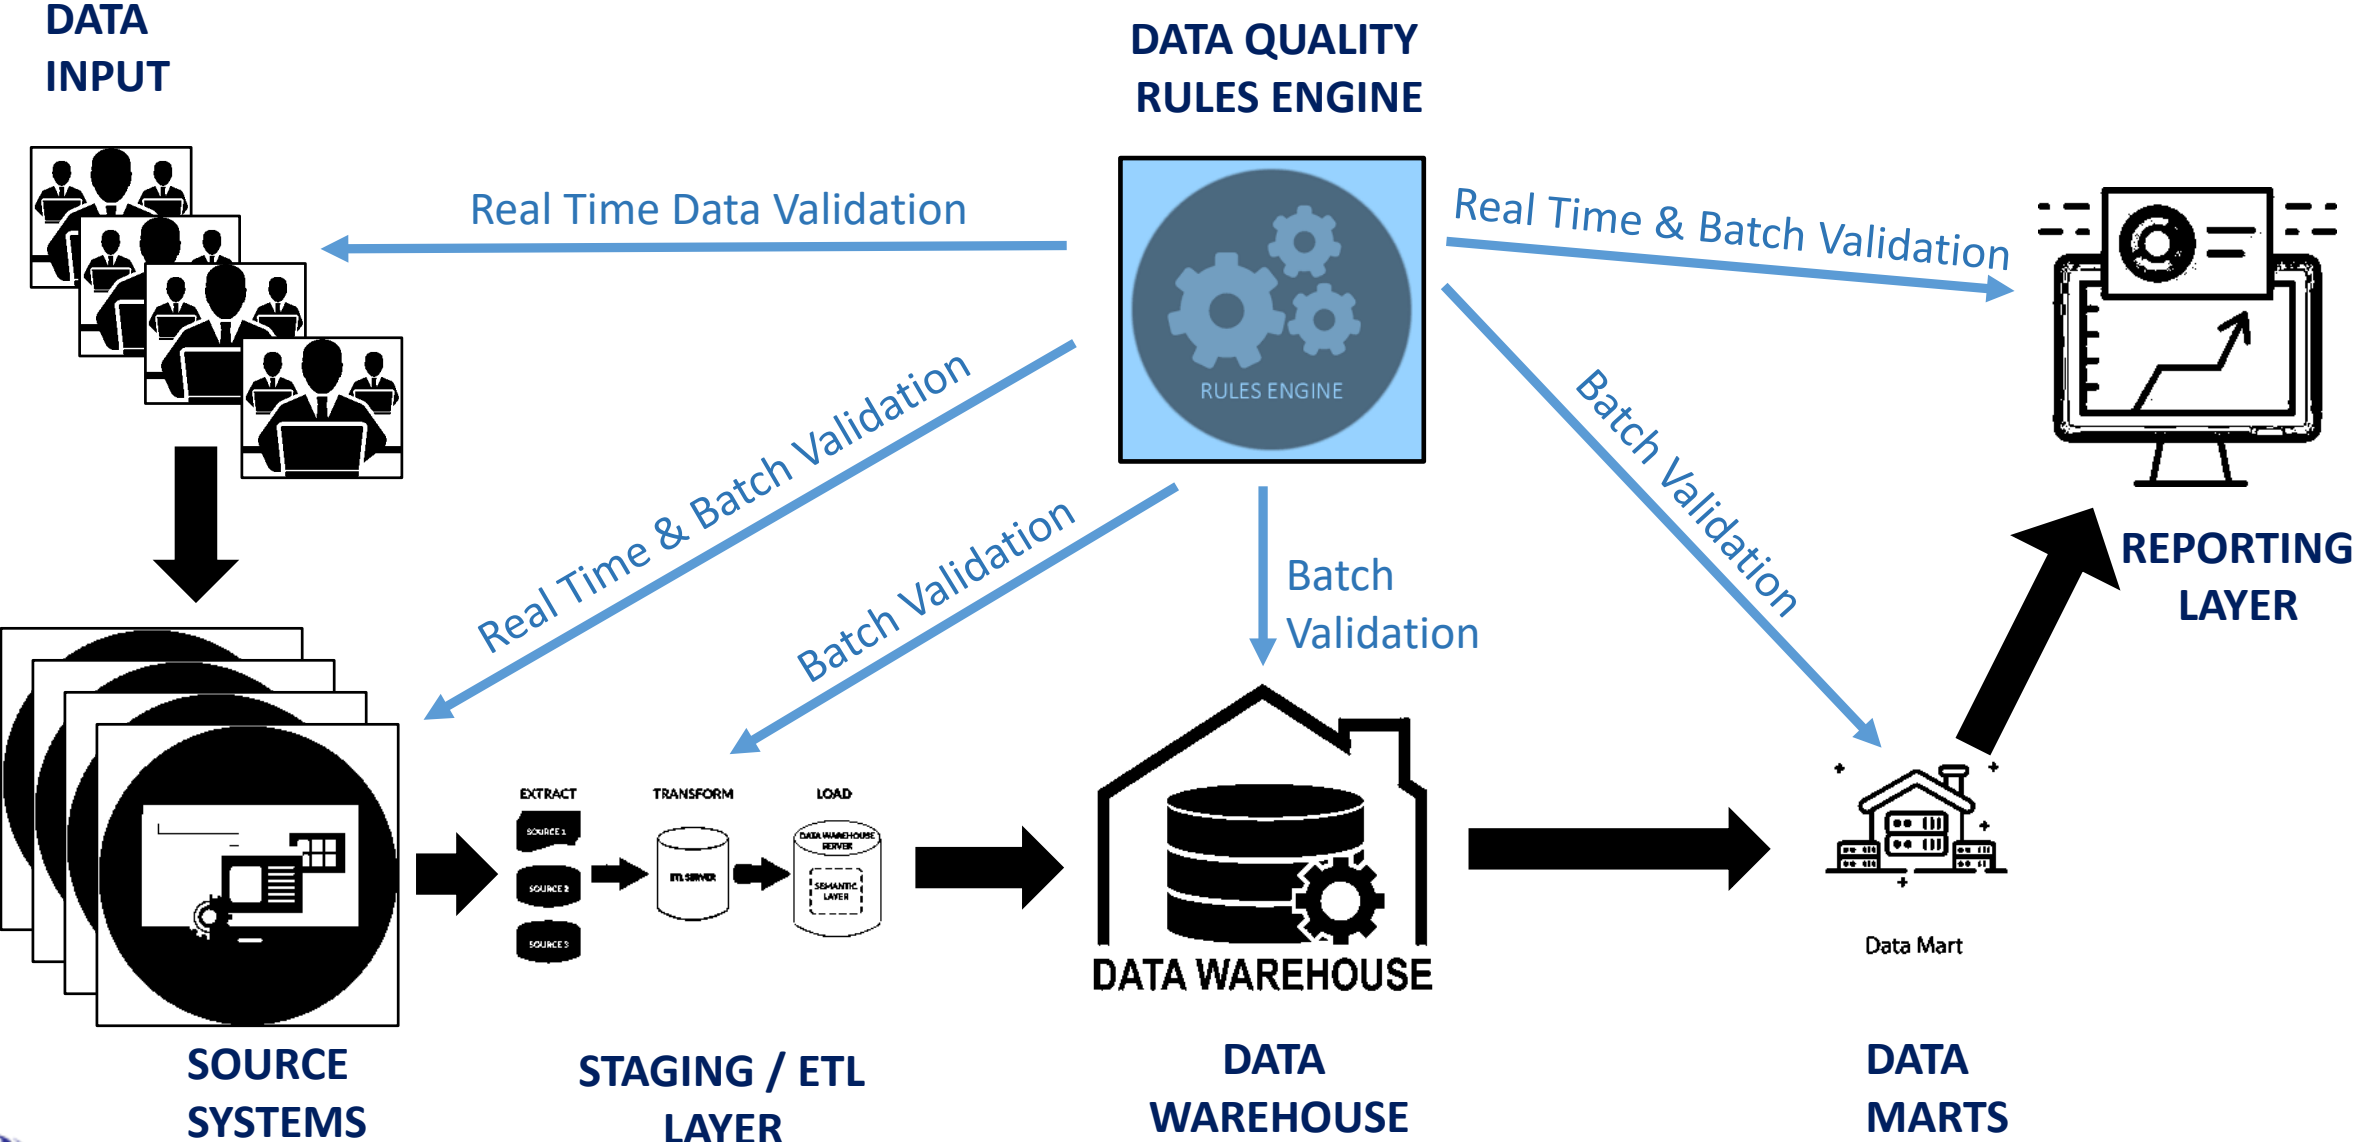 DATA
INPUT
DATA QUALITY
RULES ENGINE
Real Time Data Validation
Real Time & Batch Validation
RULES ENGINE
Real Time & Batch Validation
Batch Validation
Batch
Validation
Batch Validation
REPORTING
LAYER
EXTRACT
TRANSFORM
LOAD
SOURCE 1
SOURCE 2
SOURCE 3
ETL SERVER
DATA WAREHOUSE
SERVER
SEMANTIC
LAYER
DATA WAREHOUSE
Data Mart
SOURCE
SYSTEMS
STAGING / ETL
LAYER
DATA
WAREHOUSE
DATA
MARTS